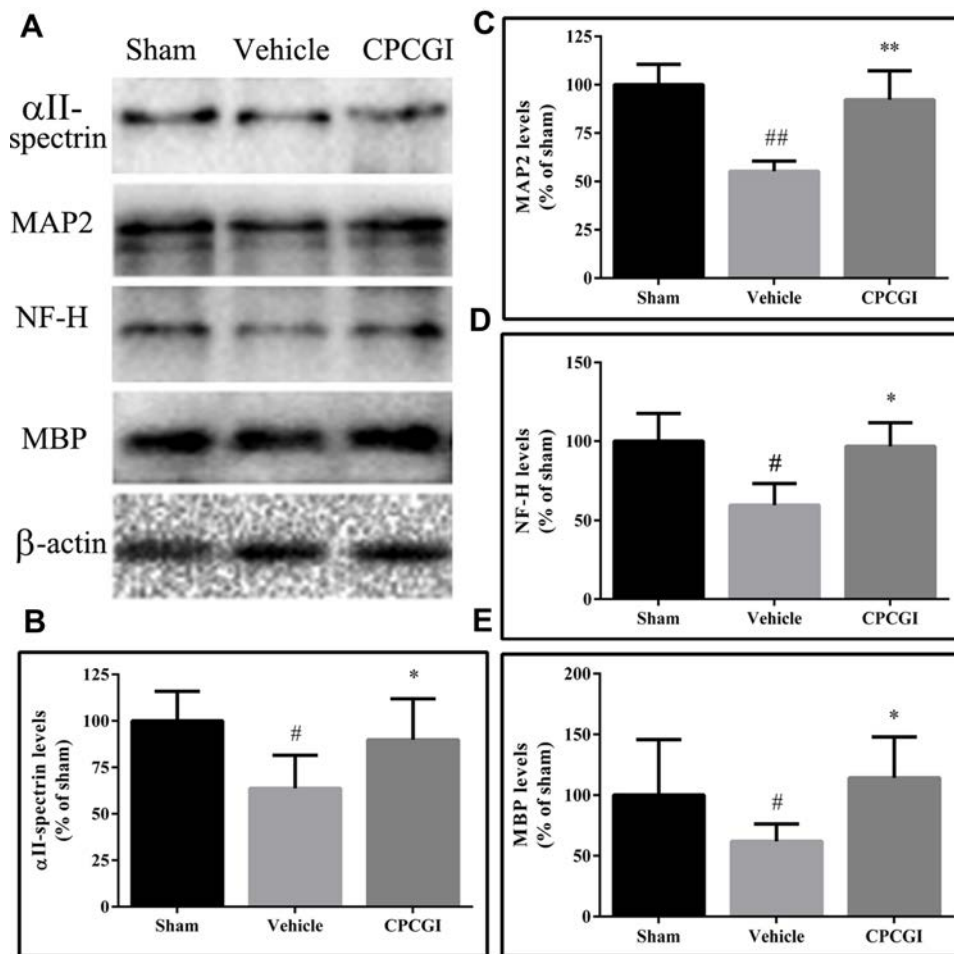 A
Sham Vehicle CPCGI
αII-
spectrin
MAP2
NF-H
MBP
β-actin
B
αII-spectrin levels
(% of sham)
125
100
75
50
25
0
#
*
Sham Vehicle CPCGI
C
MAP2 levels
(% of sham)
125
100
75
50
25
0
##
**
Sham Vehicle CPCGI
D
NF-H levels
(% of sham)
150
100
50
0
#
*
Sham Vehicle CPCGI
E
MBP levels
(% of sham)
200
150
100
50
0
#
*
Sham Vehicle CPCGI